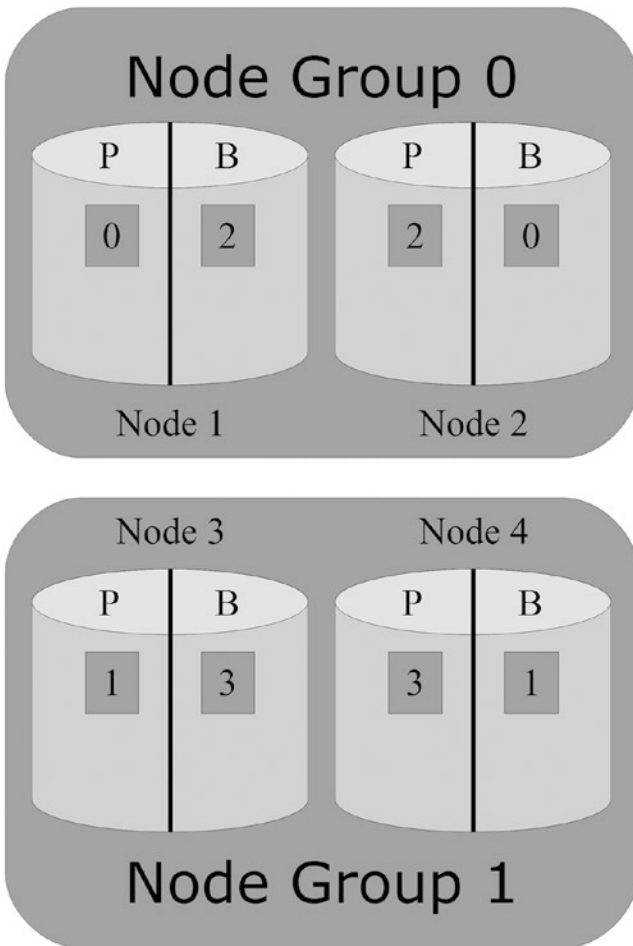 Node Group 0
P B P B
0 2 2 0
Node 1 Node 2
Node 3 Node 4
P B P B
1 3 3 1
Node Group 1